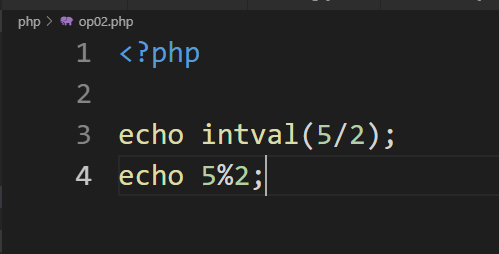 php > op02.php
1 <?php
2
3 echo intval(5/2);
4 echo 5%2;